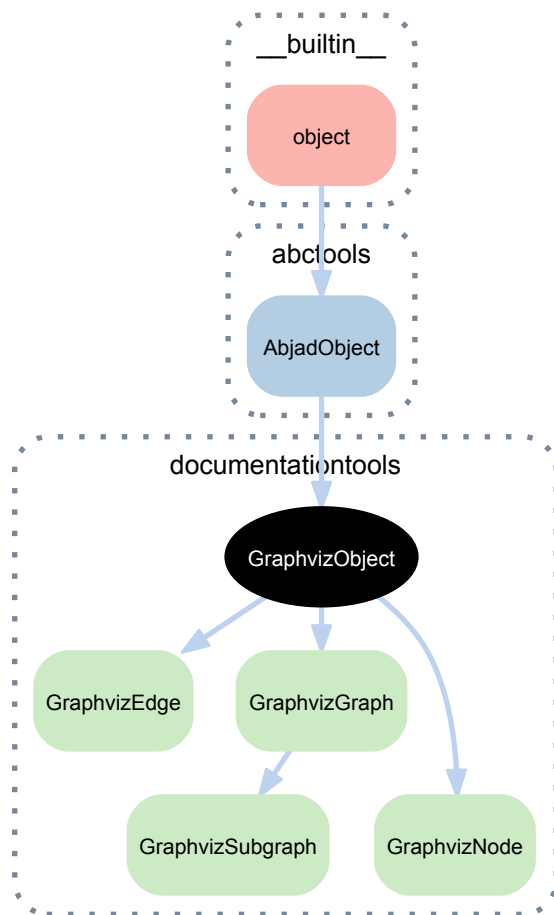 __builtin__
object
abctools
AbjadObject
documentationtools
GraphvizObject
GraphvizEdge
GraphvizGraph
GraphvizSubgraph
GraphvizNode